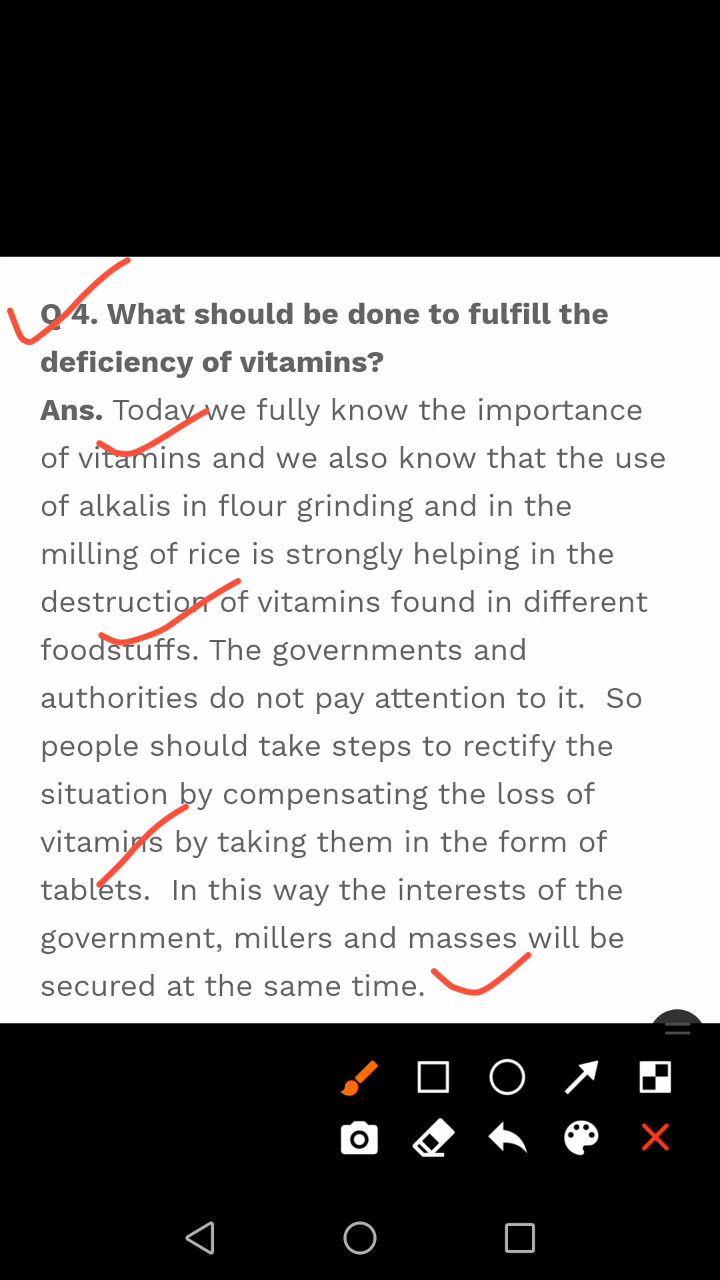 Q 4. What should be done to fulfill the
deficiency of vitamins?
Ans. Today we fully know the importance
of vitamins and we also know that the use
of alkalis in flour grinding and in the
milling of rice is strongly helping in the
destruction of vitamins found in different
foodstuffs. The governments and
authorities do not pay attention to it.  So
people should take steps to rectify the
situation by compensating the loss of
vitamins by taking them in the form of
tablets.  In this way the interests of the
government, millers and masses will be
secured at the same time.